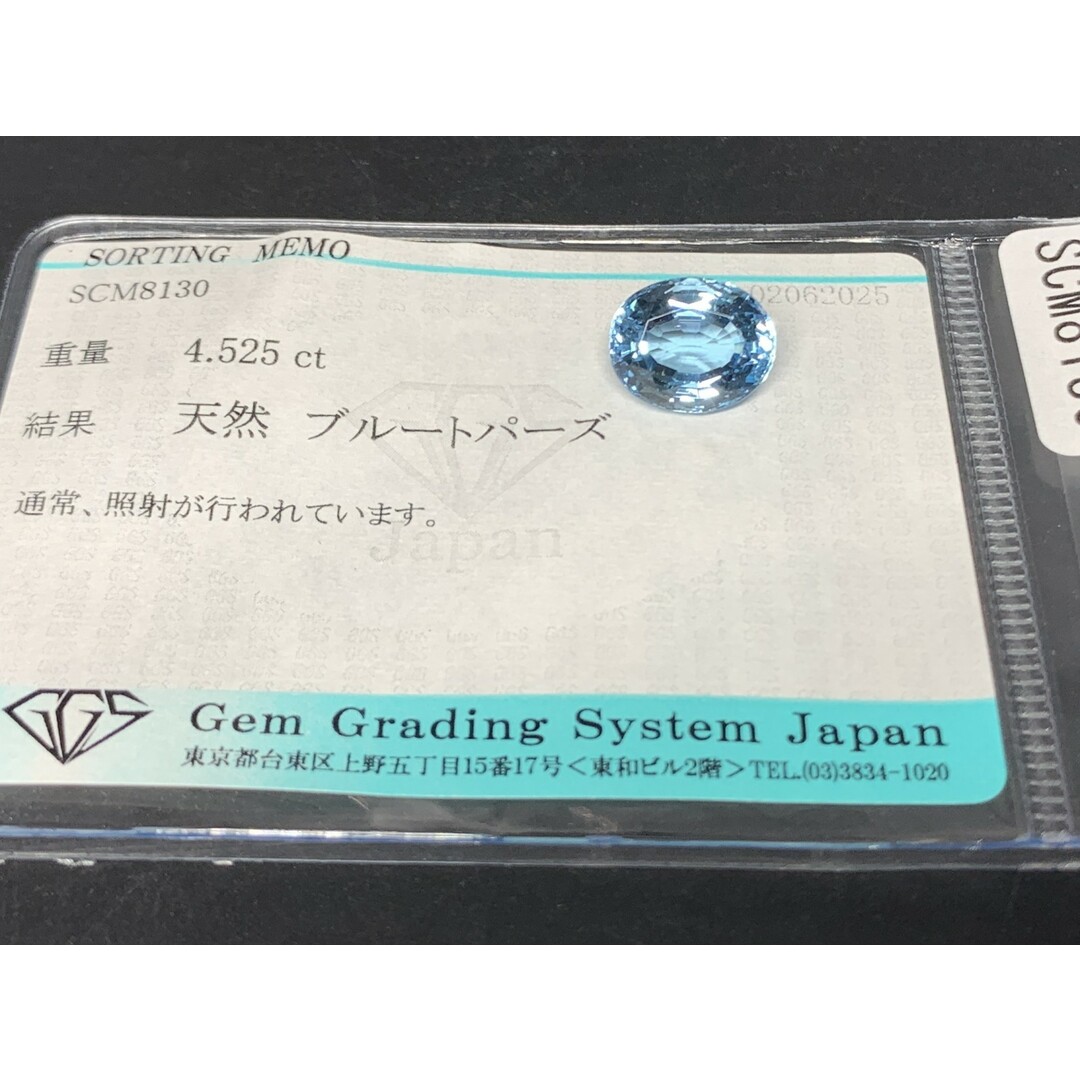 SORTING MEMO
SCM8130 02062025
重量 4.525 ct
結果 天然 ブルートパーズ
通常、照射が行われています。
Japan
GGS
Gem Grading System Japan
東京都台東区上野五丁目15番17号＜東和ビル2階＞TEL.(03)3834-1020